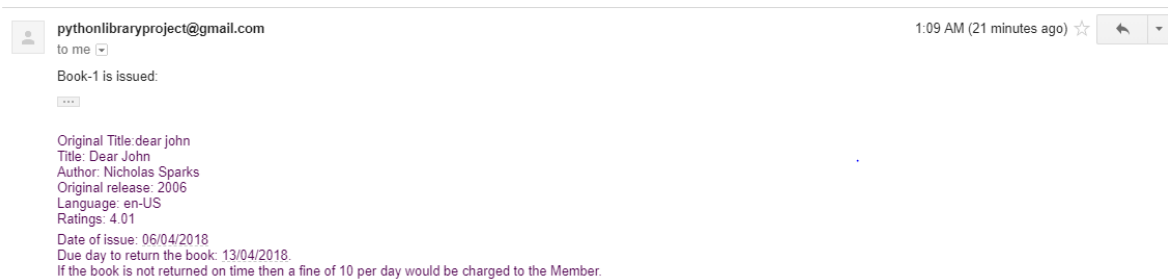 pythonlibraryproject@gmail.com 1:09 AM (21 minutes ago)
to me
Book-1 is issued:
Original Title:dear john
Title: Dear John
Author: Nicholas Sparks
Original release: 2006
Language: en-US
Ratings: 4.01
Date of issue: 06/04/2018
Due day to return the book: 13/04/2018.
If the book is not returned on time then a fine of 10 per day would be charged to the Member.